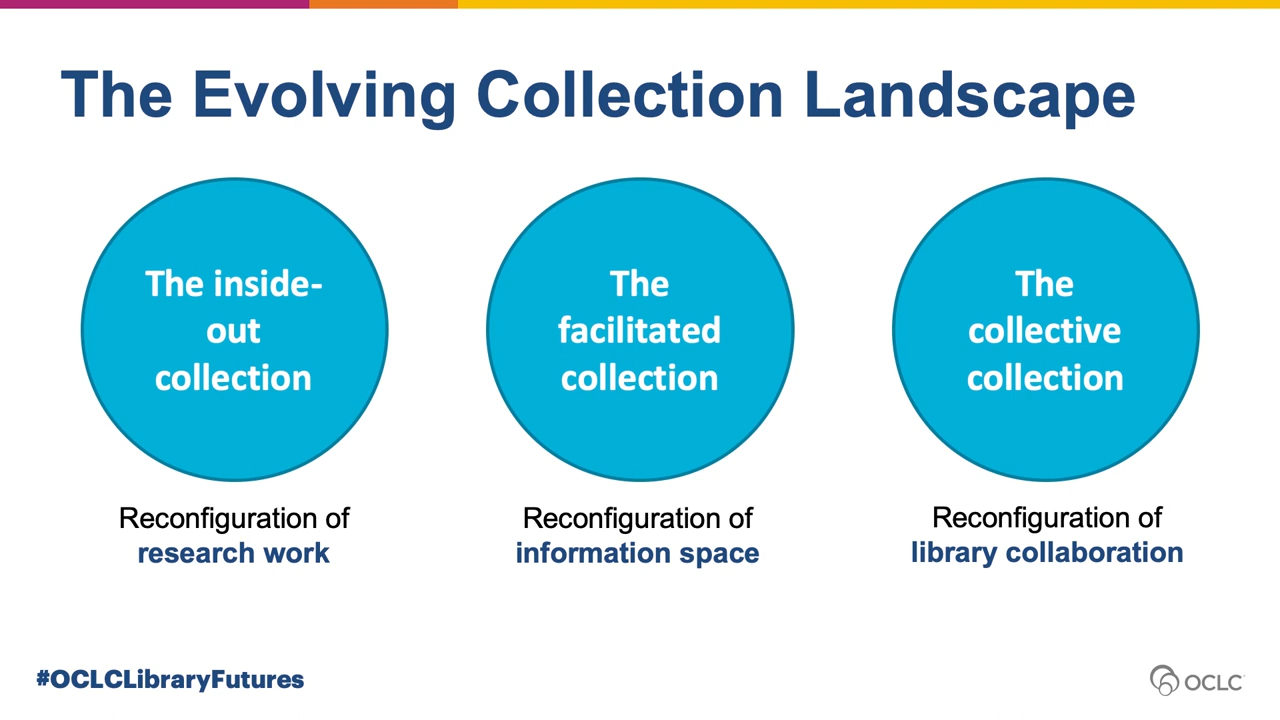 The Evolving Collection Landscape
The inside-
out
collection
Reconfiguration of
research work
The
facilitated
collection
Reconfiguration of
information space
The
collective
collection
Reconfiguration of
library collaboration
#OCLCLibraryFutures
OCLC